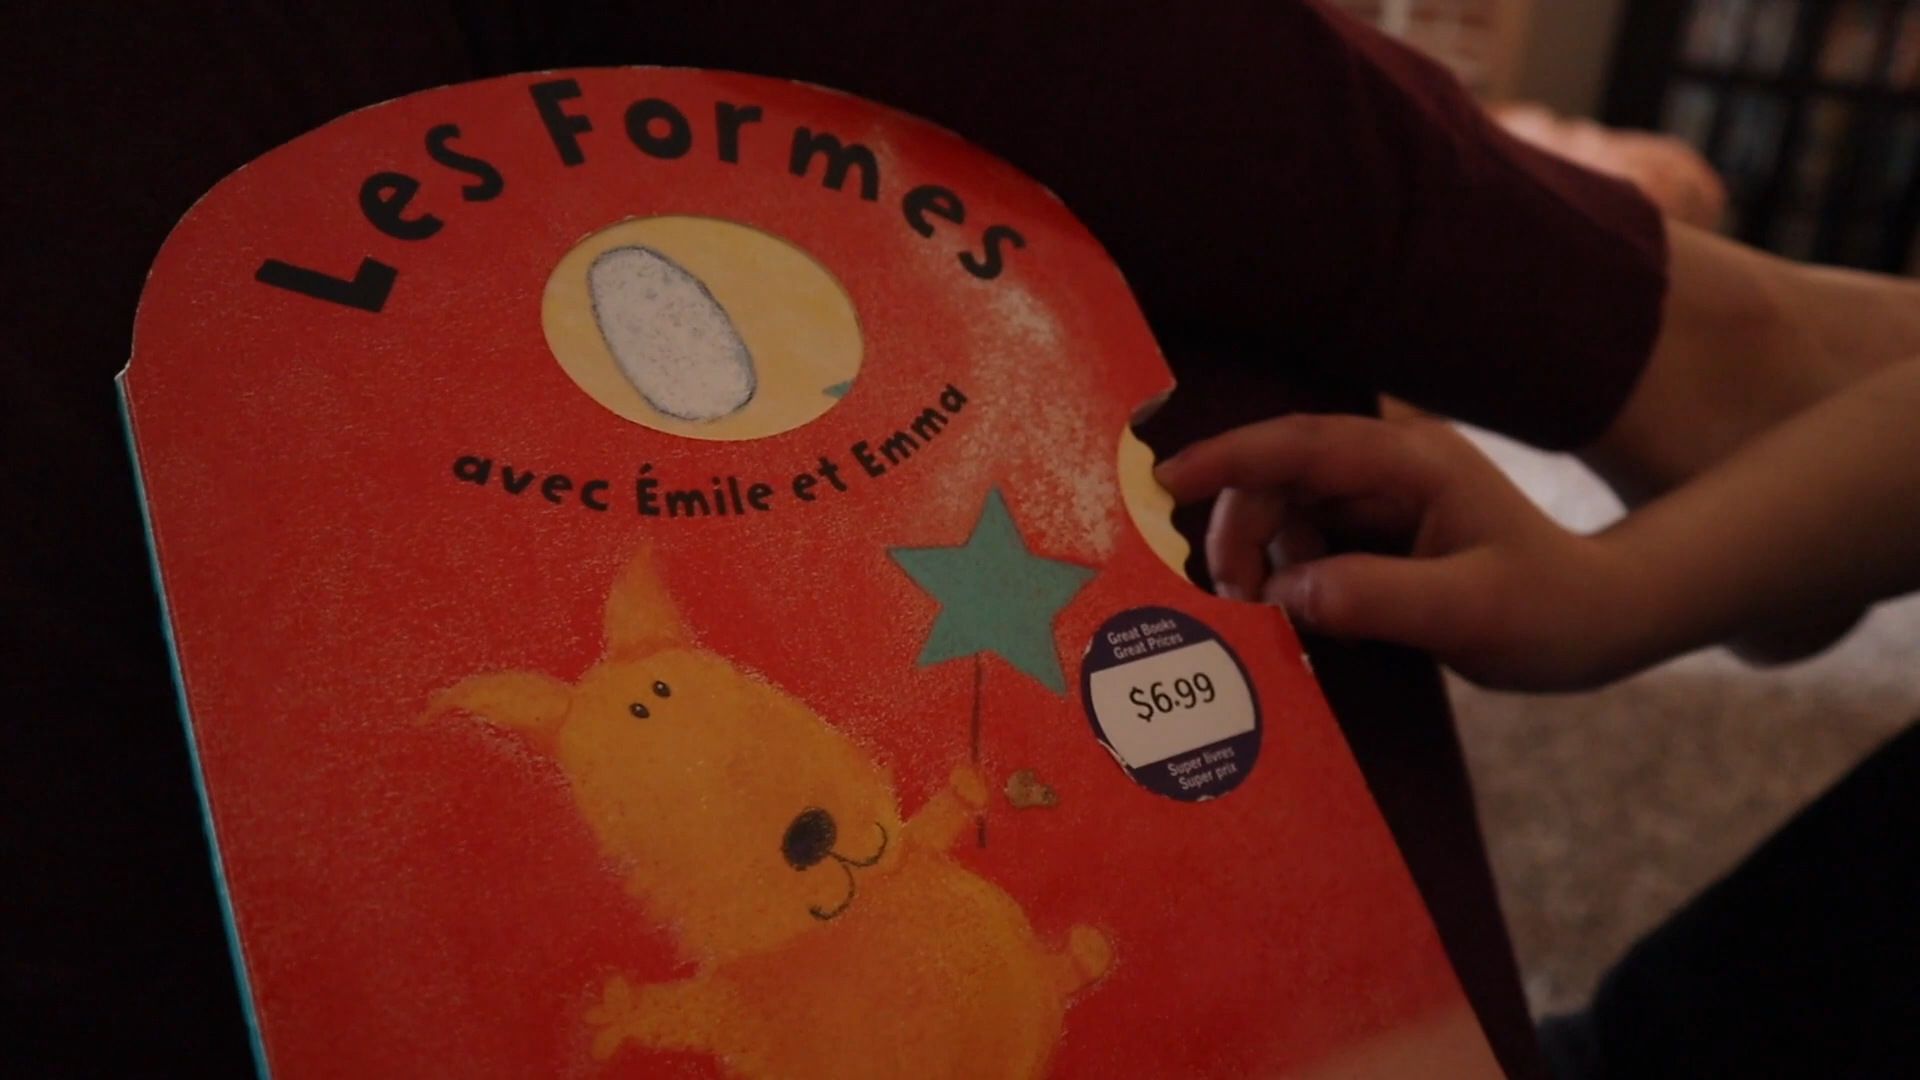 Les Formes
avec Émile et Emma
Great Books
Great Prices
$6.99
Super livres
Super prix